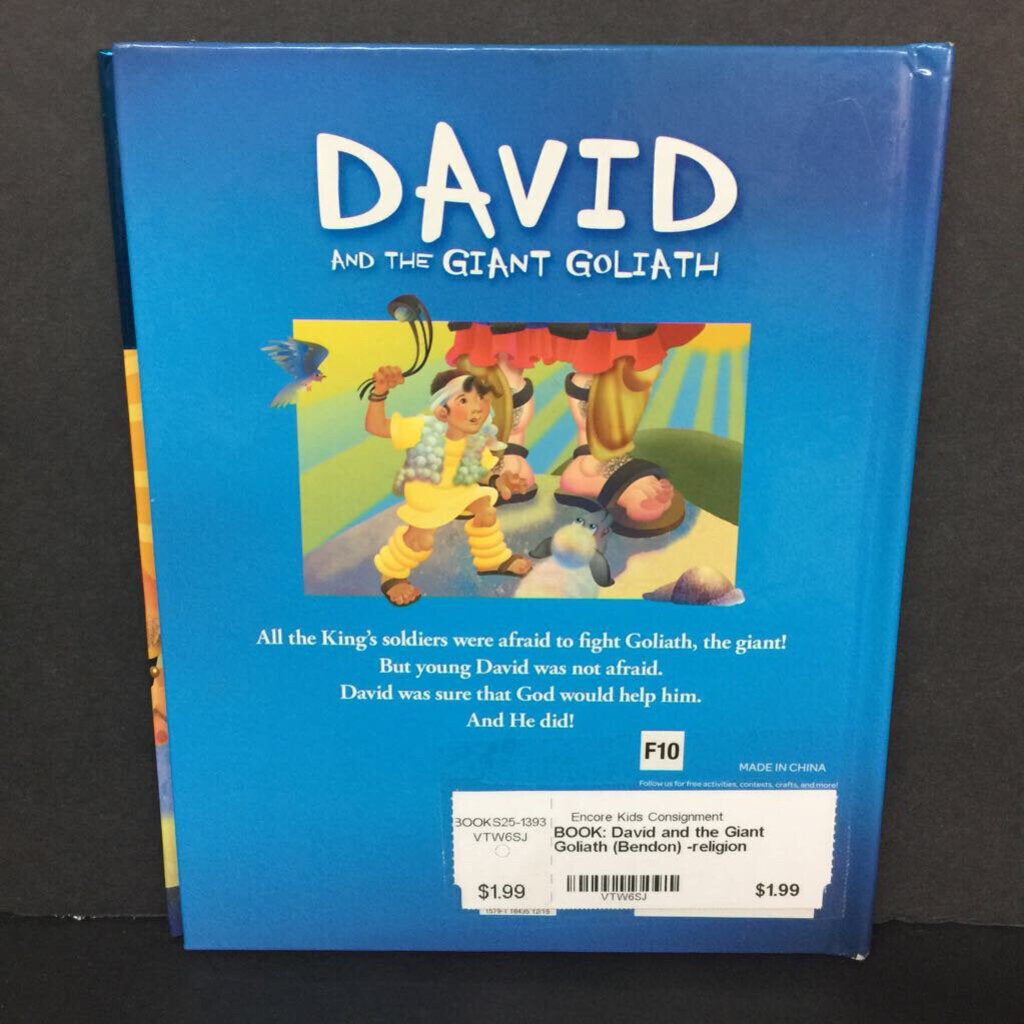 DAVID
AND THE GIANT GOLIATH
All the King's soldiers were afraid to fight Goliath, the giant!
But young David was not afraid.
David was sure that God would help him.
And He did!
F10
MADE IN CHINA
Follow us for free activities, contests, crafts, and more!
BOOKS25-1393
VTW6SJ
$1.99
Encore Kids Consignment
BOOK: David and the Giant
Goliath (Bendon) -religion
VTW6SJ
$1.99